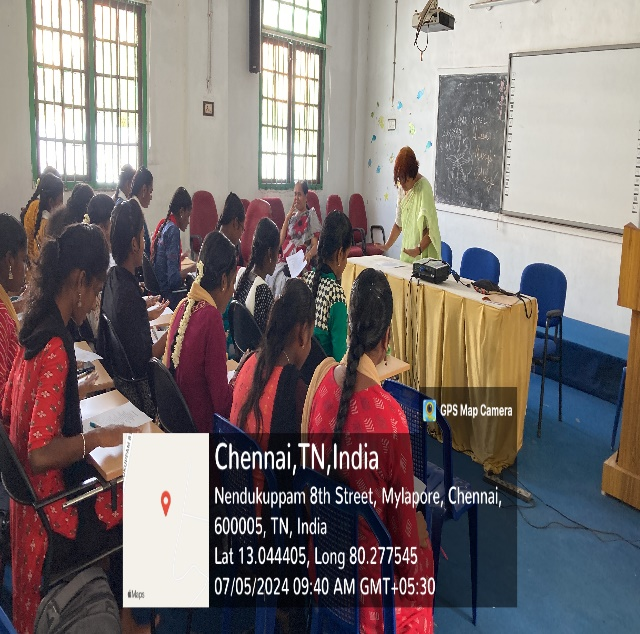 GPS Map Camera
Chennai,TN,India
Nendukuppam 8th Street, Mylapore, Chennai,
600005, TN, India
Lat 13.044405, Long 80.277545
07/05/2024 09:40 AM GMT+05:30
Maps